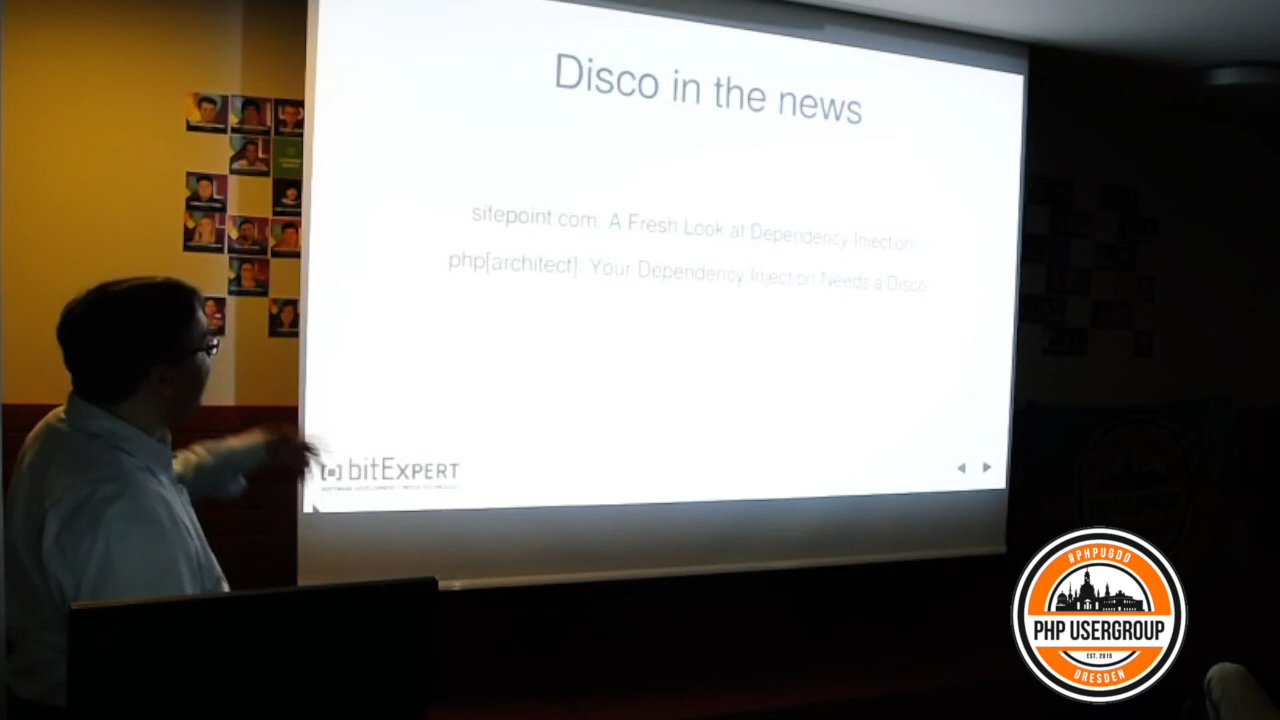 Disco in the news
sitepoint.com: A Fresh Look at Dependency Injection
php[architect]: Your Dependency Injection Needs a Disco
[•] bitExpert
#PHPUGDD
PHP USERGROUP
EST. 2015
DRESDEN